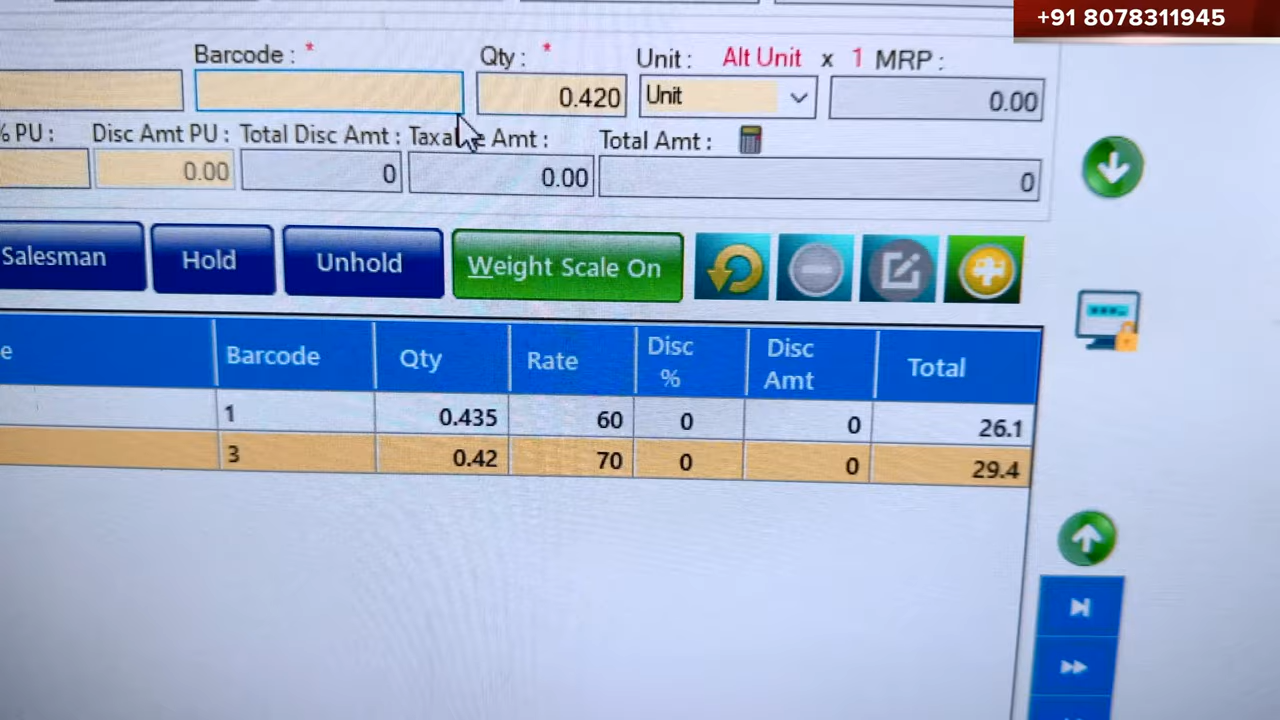 +91 8078311945
Barcode : * Qty : * Unit : Alt Unit x 1 MRP :
0.420 Unit 0.00
% PU : Disc Amt PU : Total Disc Amt : Amt : Total Amt :
0.00 0 0.00 0
Salesman Hold Unhold Weight Scale On
e Barcode Qty Rate Disc % Disc Amt Total
1 0.435 60 0 0 26.1
3 0.42 70 0 0 29.4